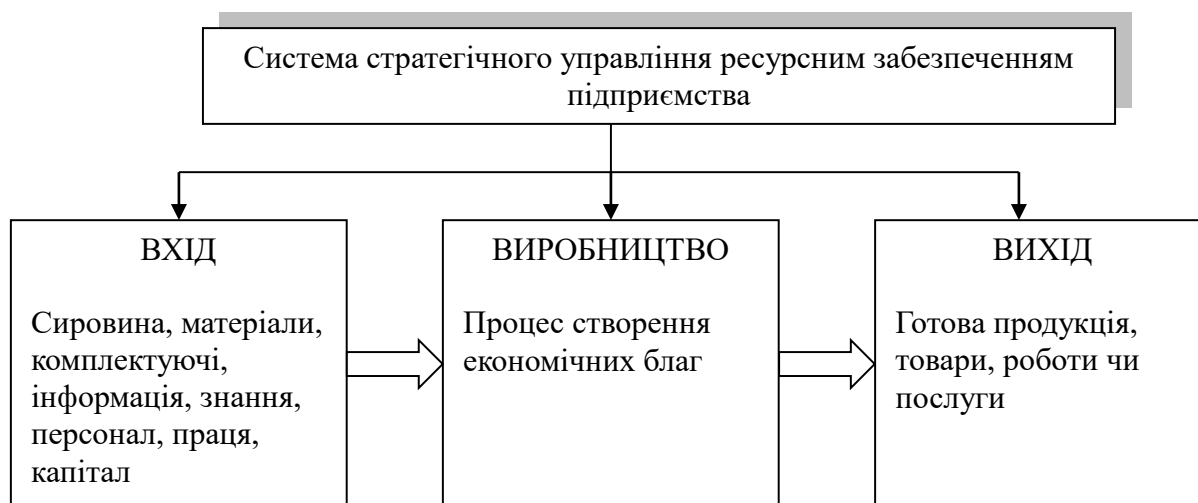 Система стратегічного управління ресурсним забезпеченням
підприємства
ВХІД
Сировина, матеріали,
комплектуючі,
інформація, знання,
персонал, праця,
капітал
ВИРОБНИЦТВО
Процес створення
економічних благ
ВИХІД
Готова продукція,
товари, роботи чи
послуги